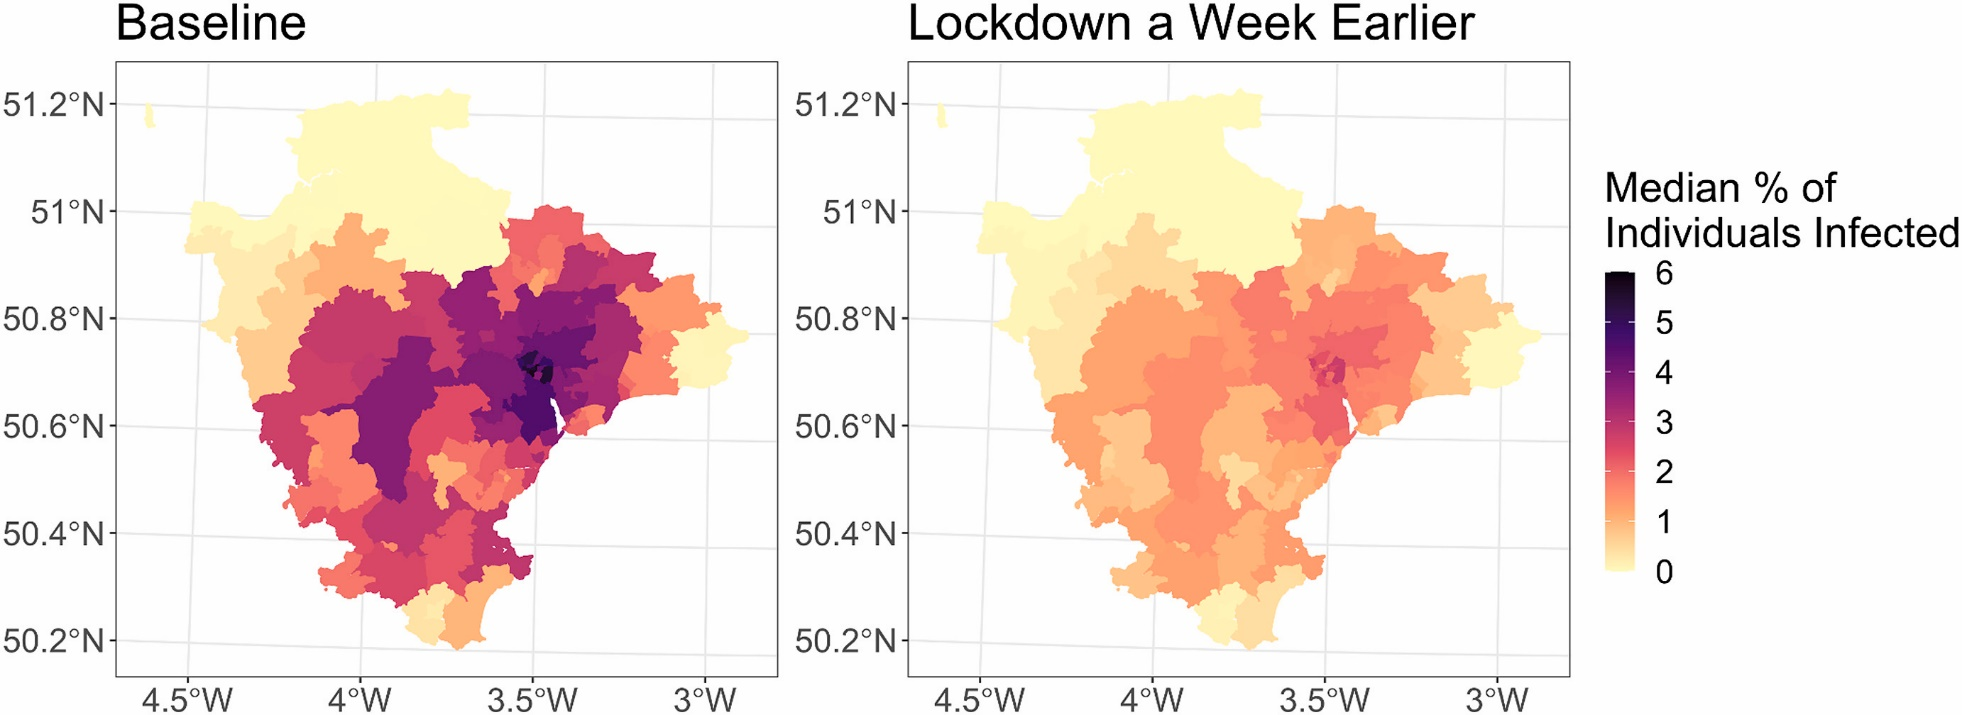 Baseline
Lockdown a Week Earlier
51.2°N
51°N
50.8°N
50.6°N
50.4°N
50.2°N
4.5°W
4°W
3.5°W
3°W
51.2°N
51°N
50.8°N
50.6°N
50.4°N
50.2°N
4.5°W
4°W
3.5°W
3°W
Median % of
Individuals Infected
6
5
4
3
2
1
0